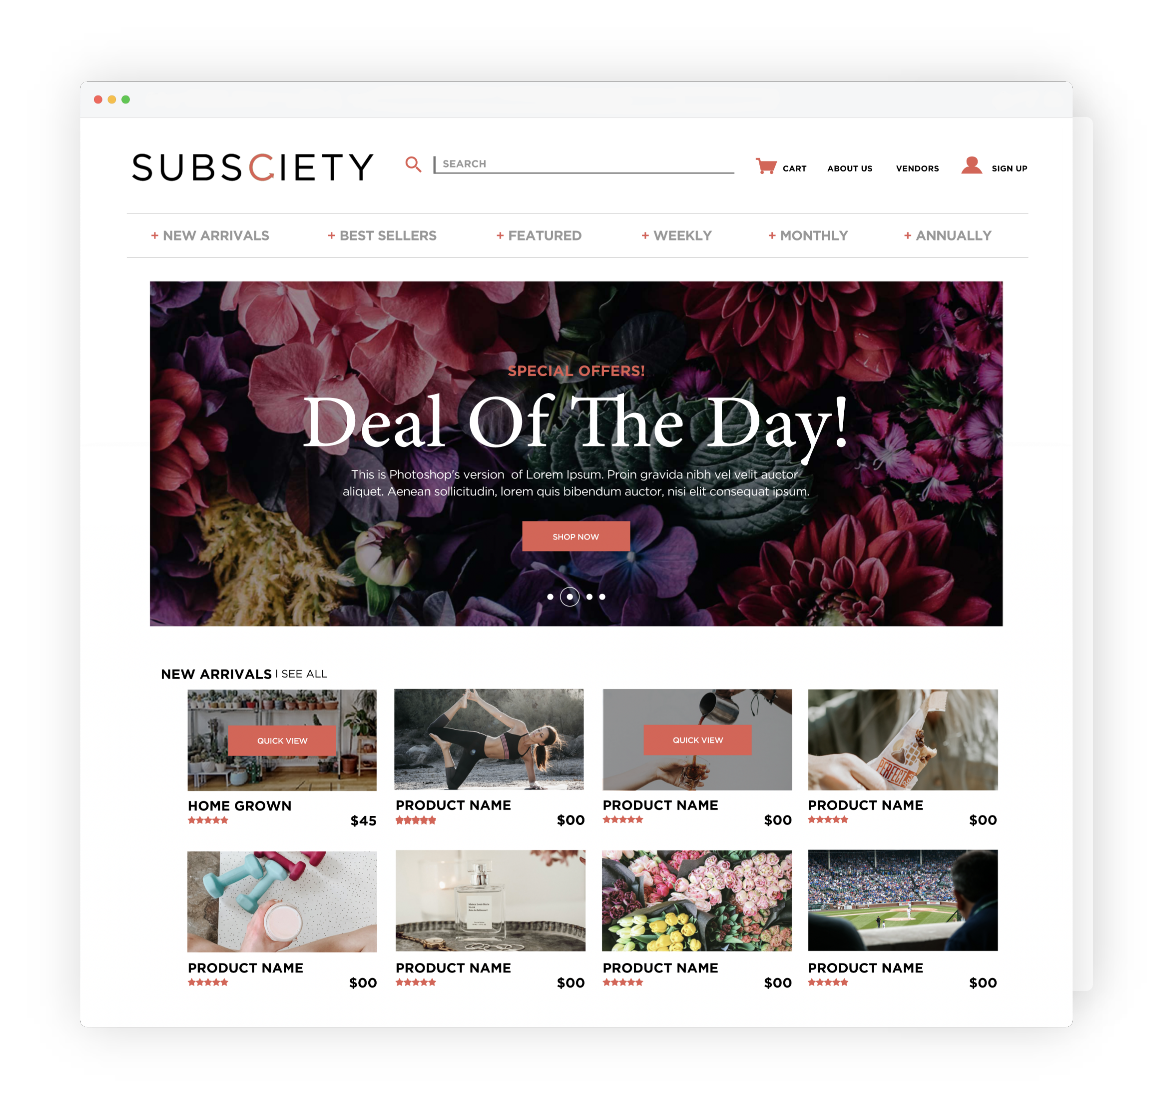 SUBSCIETY
SEARCH
CART
ABOUT US
VENDORS
SIGN UP
+ NEW ARRIVALS
+ BEST SELLERS
+ FEATURED
+ WEEKLY
+ MONTHLY
+ ANNUALLY
SPECIAL OFFERS!
Deal Of The Day!
This is Photoshop's version of Lorem Ipsum. Proin gravida nibh vel velit auctor
aliquet. Aenean sollicitudin, lorem quis bibendum auctor, nisi elit consequat ipsum.
SHOP NOW
NEW ARRIVALS | SEE ALL
QUICK VIEW
QUICK VIEW
PERFECT
HOME GROWN
$45
PRODUCT NAME
$00
PRODUCT NAME
$00
PRODUCT NAME
$00
PRODUCT NAME
$00
PRODUCT NAME
$00
PRODUCT NAME
$00
PRODUCT NAME
$00